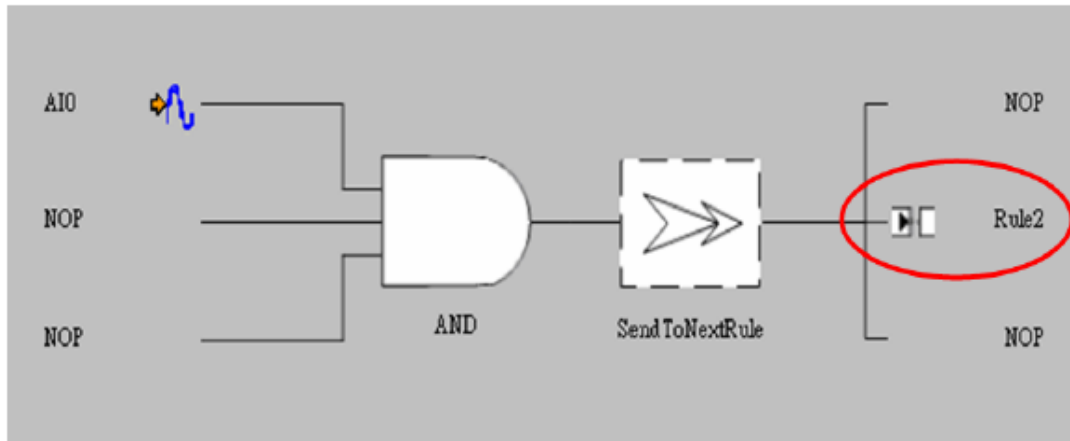 AI0
NOP
NOP
Rule2
AND
SendToNextRule
NOP
NOP